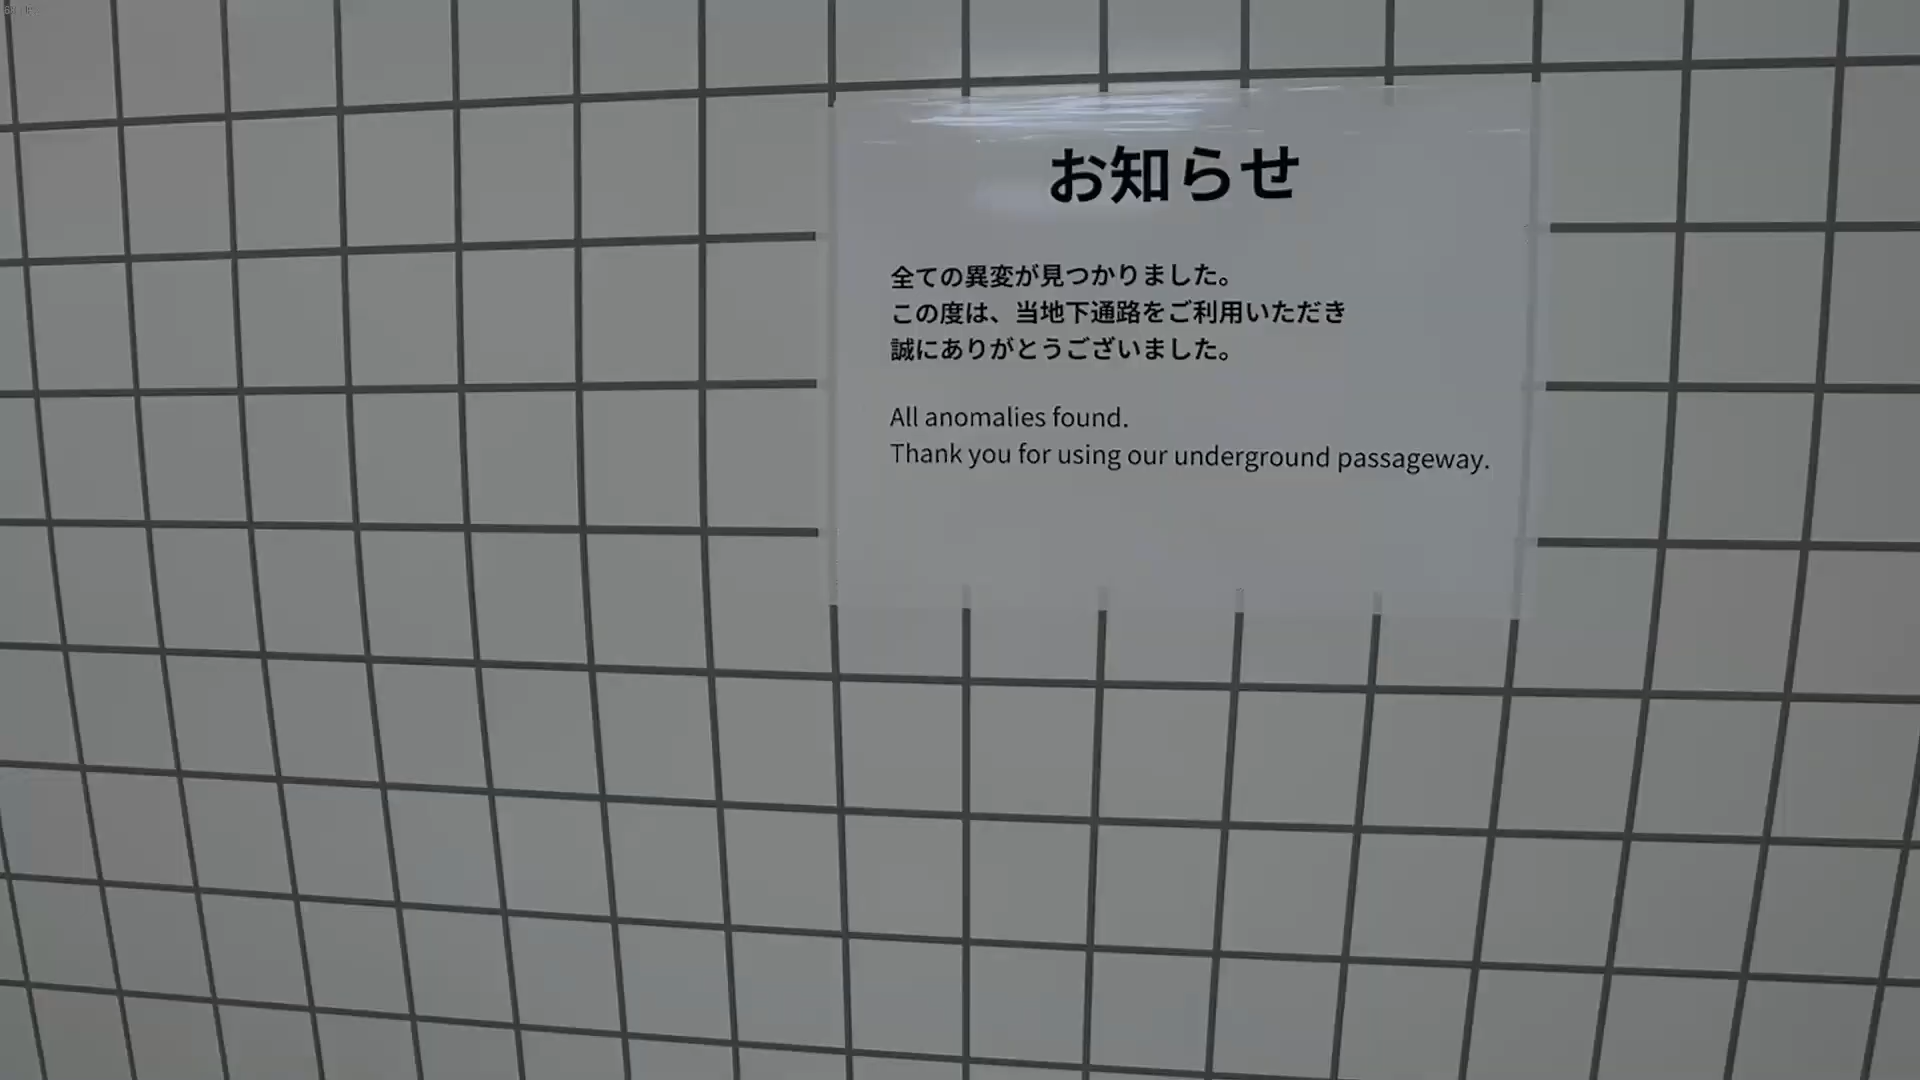 お知らせ
全ての異変が見つかりました。
この度は、当地下通路をご利用いただき
誠にありがとうございました。
All anomalies found.
Thank you for using our underground passageway.